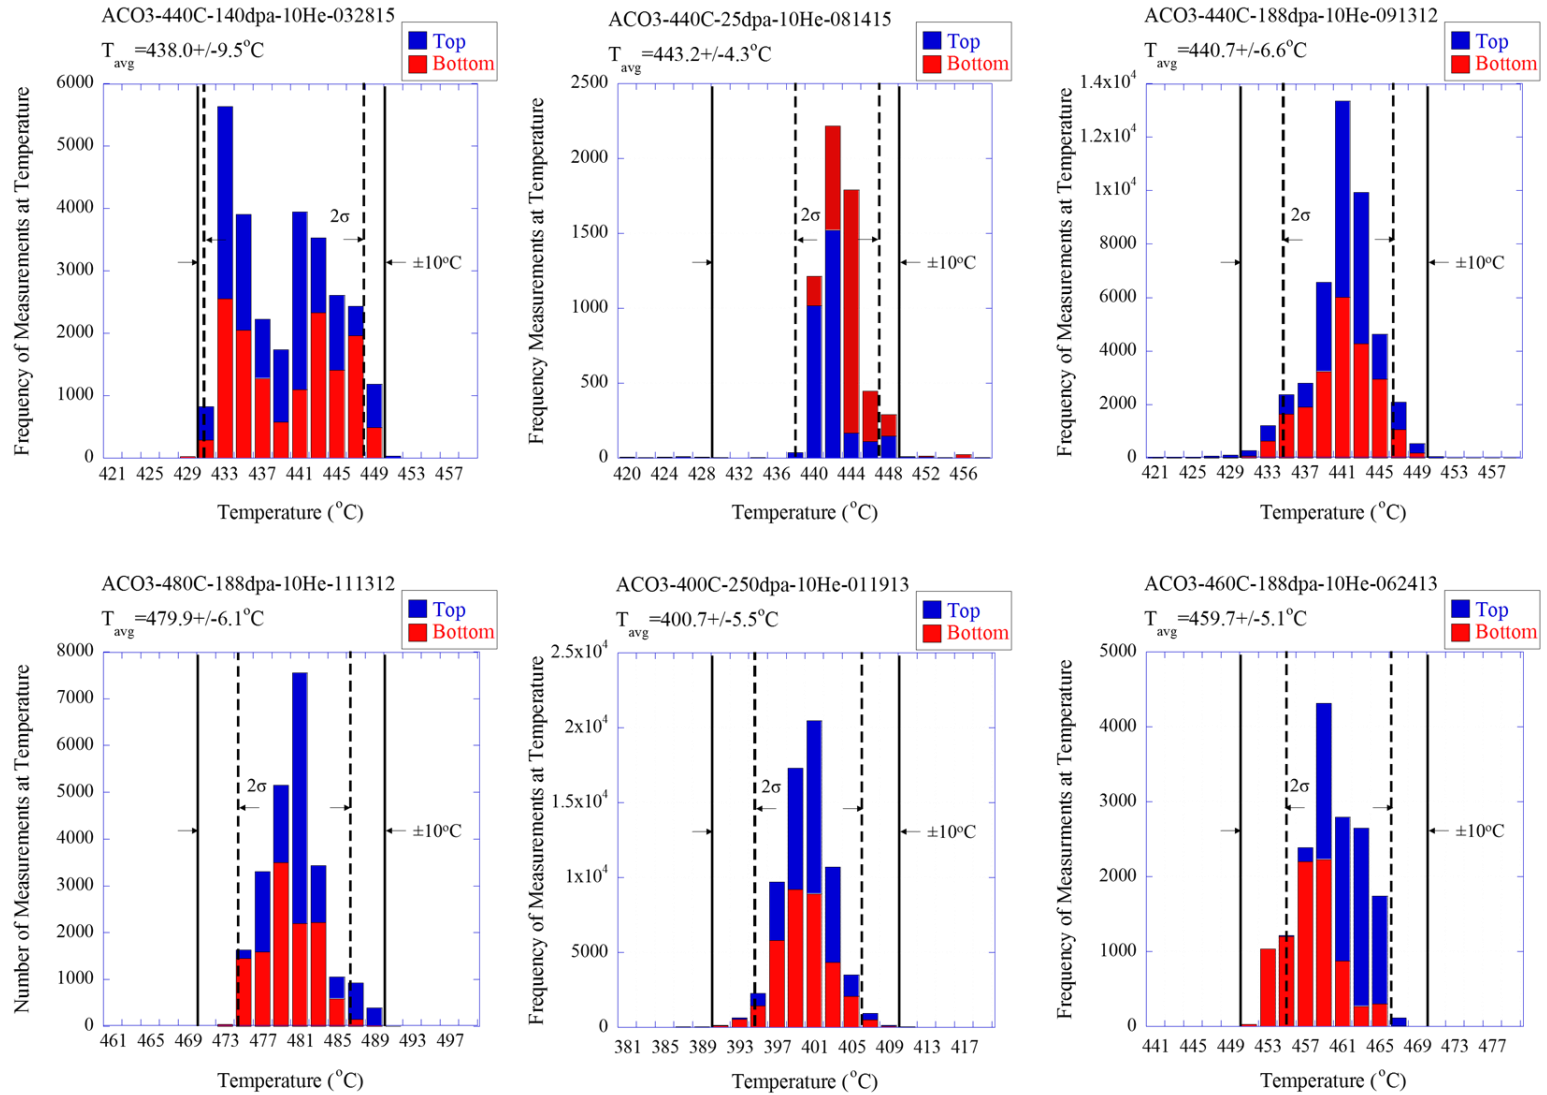 ACO3-440C-140dpa-10He-032815
T_avg=438.0+/-9.5°C
Top
Bottom
Frequency of Measurements at Temperature
6000
5000
4000
3000
2000
1000
0
2σ
±10°C
421 425 429 433 437 441 445 449 453 457
Temperature (°C)
ACO3-440C-25dpa-10He-081415
T_avg=443.2+/-4.3°C
Top
Bottom
Frequency Measurements at Temperature
2500
2000
1500
1000
500
0
2σ
±10°C
420 424 428 432 436 440 444 448 452 456
Temperature (°C)
ACO3-440C-188dpa-10He-091312
T_avg=440.7+/-6.6°C
Top
Bottom
Frequency of Measurements at Temperature
1.4x10⁴
1.2x10⁴
1x10⁴
8000
6000
4000
2000
0
2σ
±10°C
421 425 429 433 437 441 445 449 453 457
Temperature (°C)
ACO3-480C-188dpa-10He-111312
T_avg=479.9+/-6.1°C
Top
Bottom
Number of Measurements at Temperature
8000
7000
6000
5000
4000
3000
2000
1000
0
2σ
±10°C
461 465 469 473 477 481 485 489 493 497
Temperature (°C)
ACO3-400C-250dpa-10He-011913
T_avg=400.7+/-5.5°C
Top
Bottom
Frequency of Measurements at Temperature
2.5x10⁴
2x10⁴
1.5x10⁴
1x10⁴
5000
0
2σ
±10°C
381 385 389 393 397 401 405 409 413 417
Temperature (°C)
ACO3-460C-188dpa-10He-062413
T_avg=459.7+/-5.1°C
Top
Bottom
Frequency of Measurments at Temperature
5000
4000
3000
2000
1000
0
2σ
±10°C
441 445 449 453 457 461 465 469 473 477
Temperature (°C)